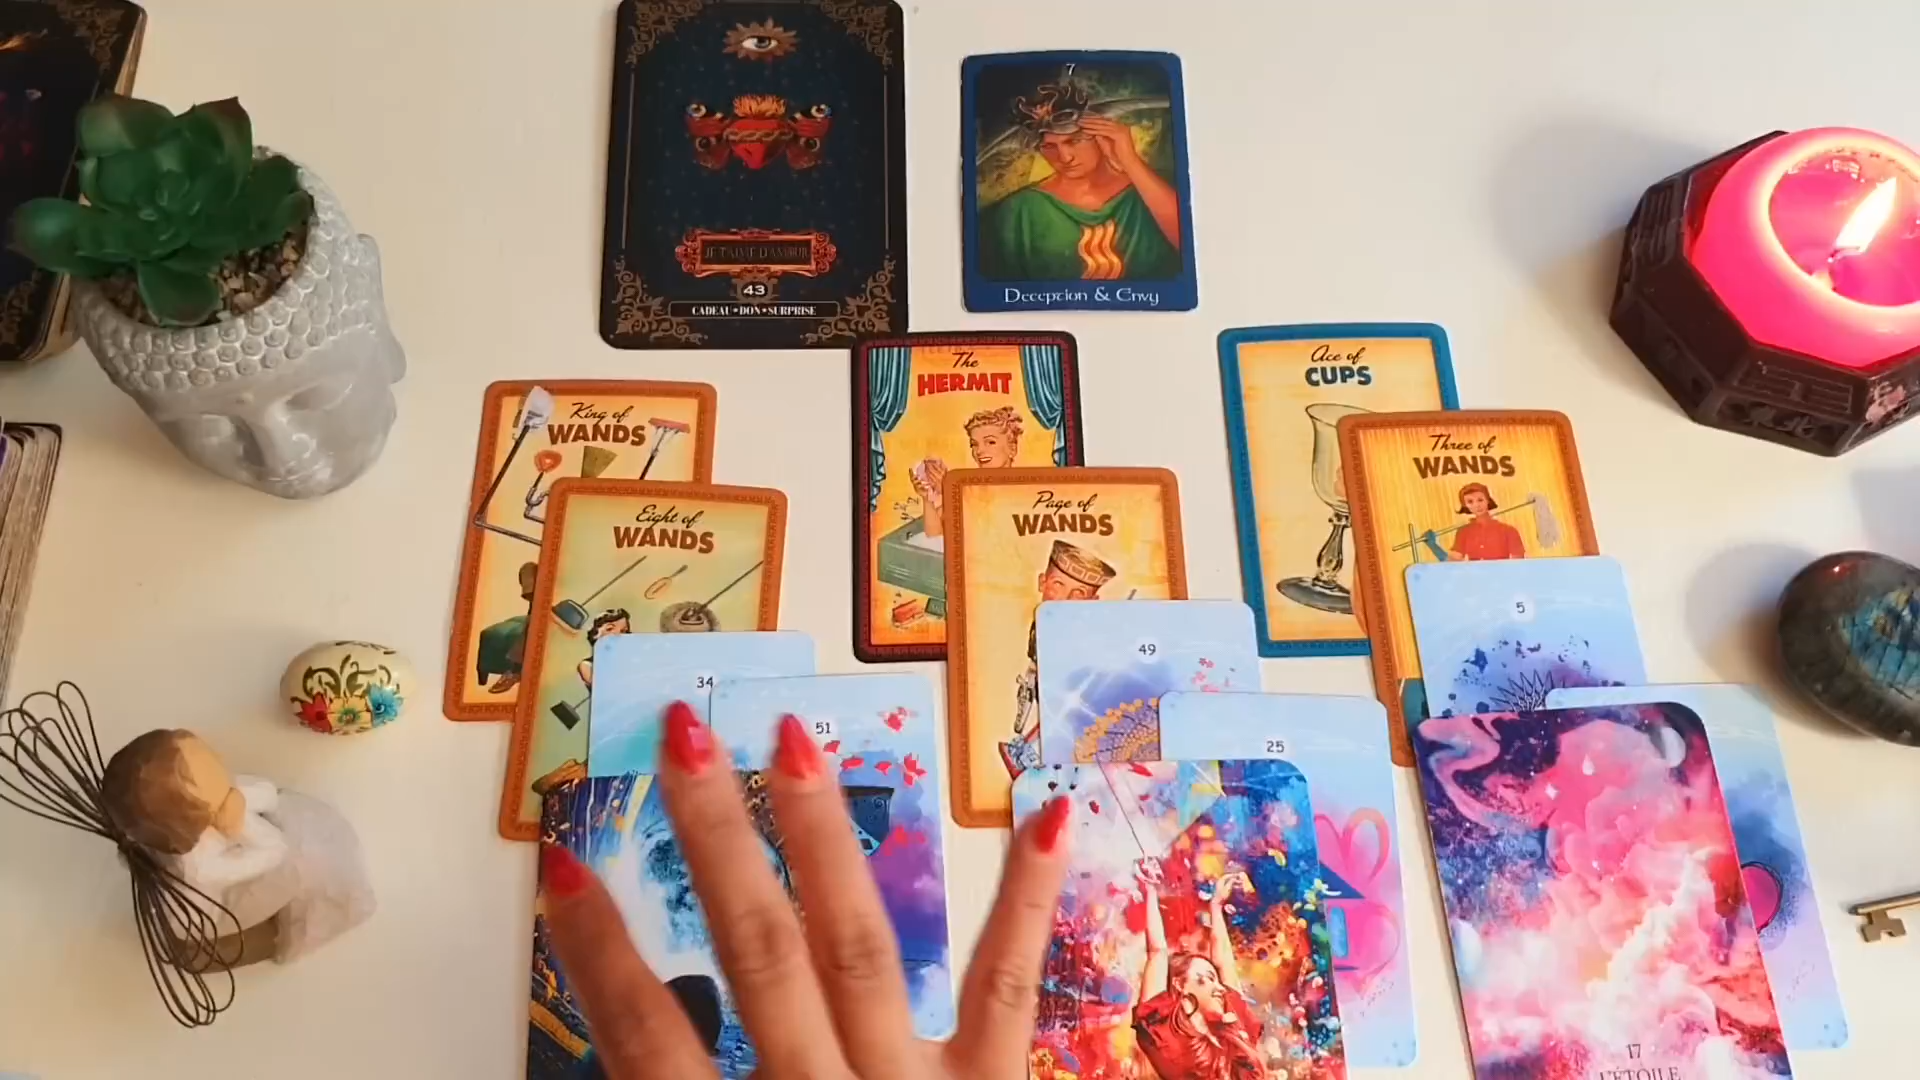 JE T'AIME D'AMOUR
43
CADEAU•DON•SURPRISE
7
Deception & Envy
King of
WANDS
Eight of
WANDS
The
HERMIT
Page of
WANDS
Ace of
CUPS
Three of
WANDS
34
51
49
25
5
17
L'ÉTOILE